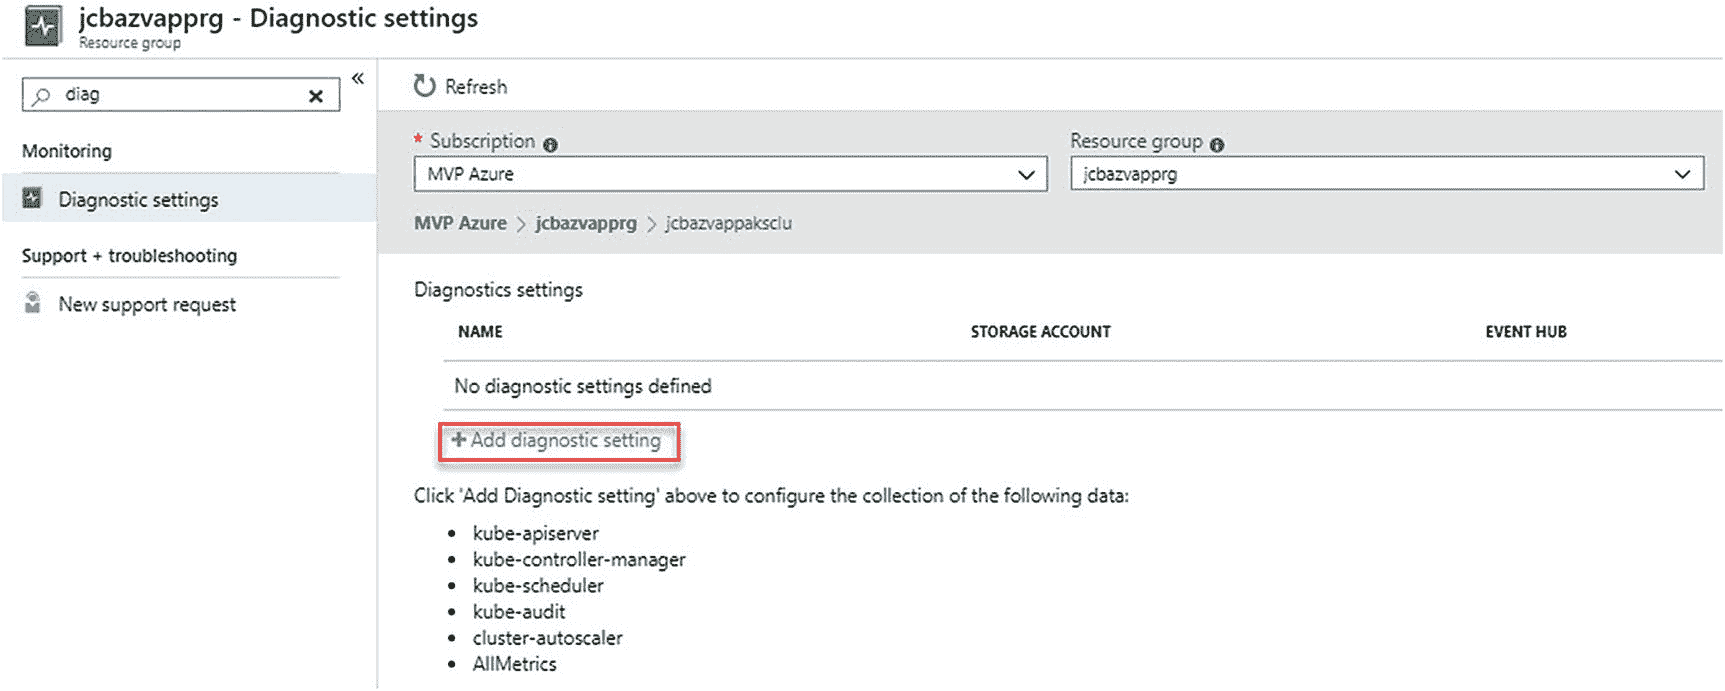 jcbazvapprg - Diagnostic settings
Resource group
diag
Monitoring
Diagnostic settings
Support + troubleshooting
New support request
Refresh
* Subscription
MVP Azure
Resource group
jcbazvapprg
MVP Azure > jcbazvapprg > jcbazvappaksclu
Diagnostics settings
NAME STORAGE ACCOUNT EVENT HUB
No diagnostic settings defined
+ Add diagnostic setting
Click 'Add Diagnostic setting' above to configure the collection of the following data:
• kube-apiserver
• kube-controller-manager
• kube-scheduler
• kube-audit
• cluster-autoscaler
• AllMetrics